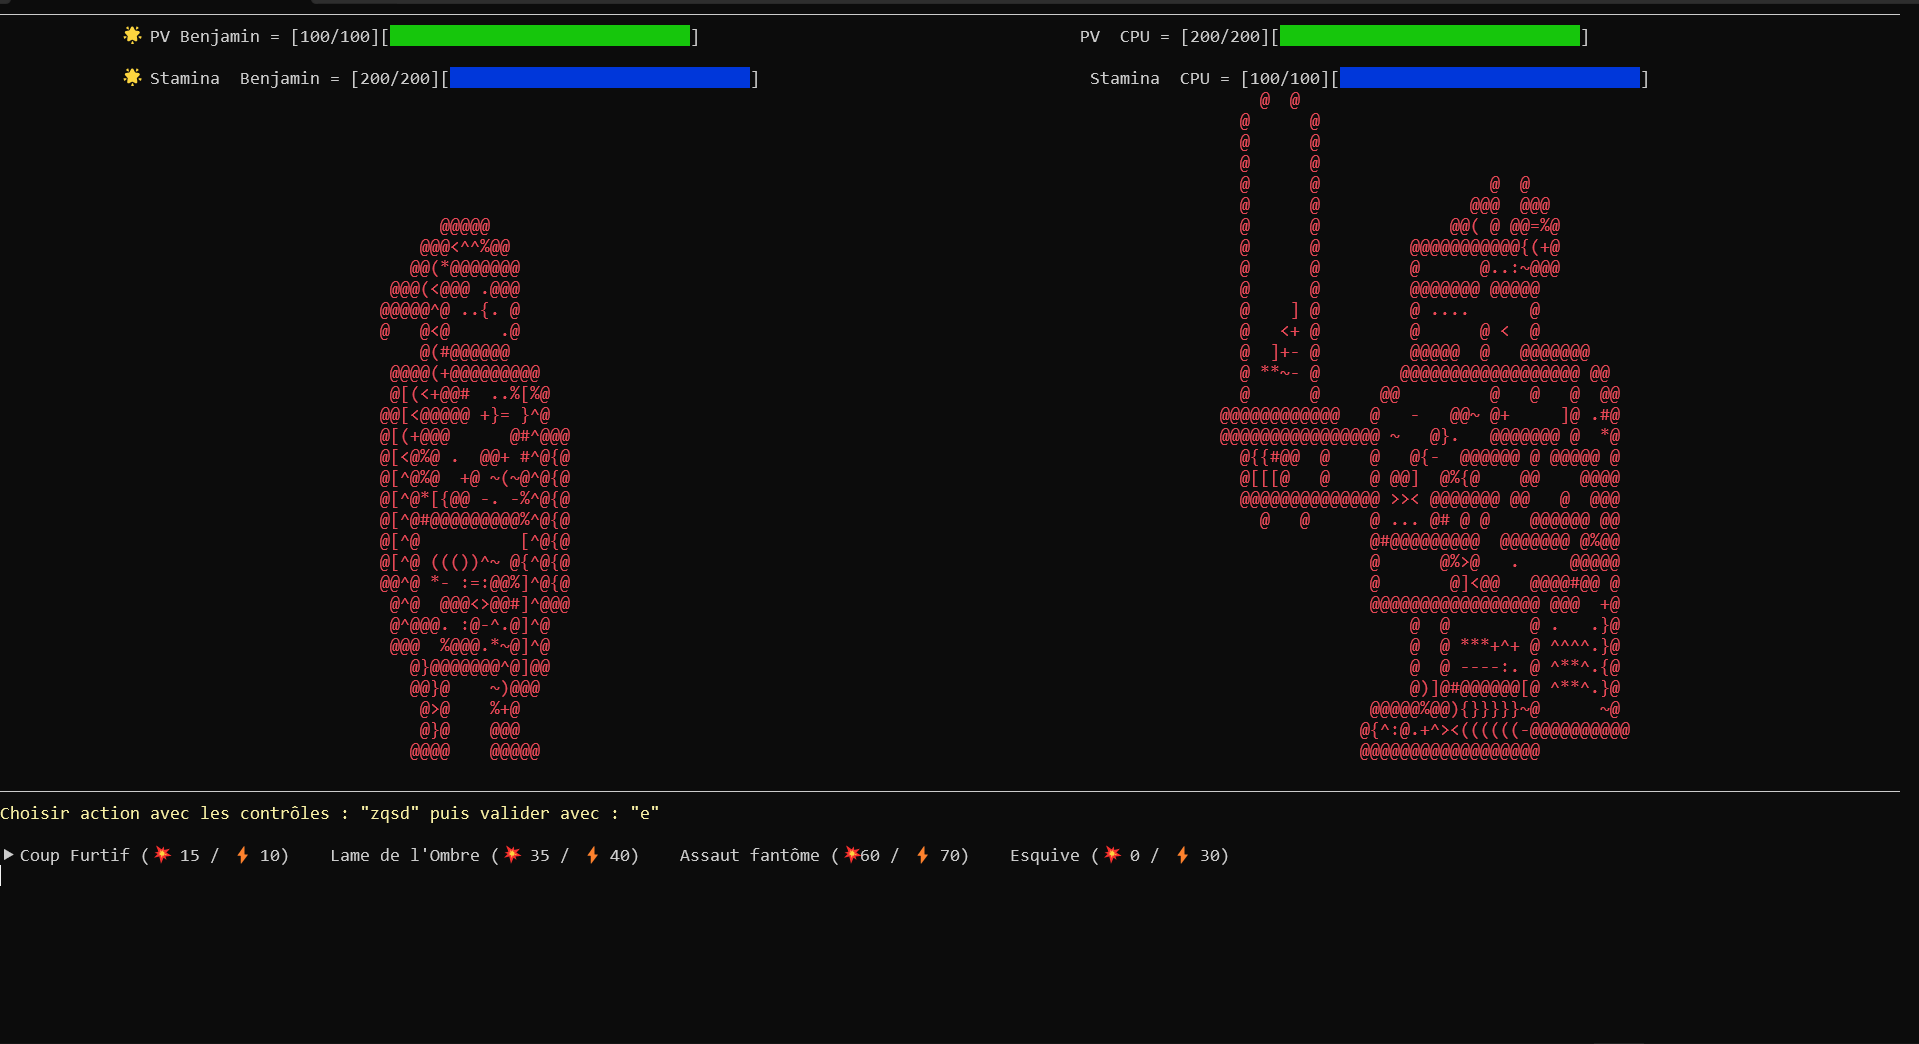 🌟 PV Benjamin = [100/100][ ]
PV  CPU = [200/200][ ]
🌟 Stamina  Benjamin = [200/200][ ]
Stamina  CPU = [100/100][ ]
Choisir action avec les contrôles : "zqsd" puis valider avec : "e"
▶ Coup Furtif (💥 15 / ⚡ 10)    Lame de l'Ombre (💥 35 / ⚡ 40)    Assaut fantôme (💥60 / ⚡ 70)    Esquive (💥 0 / ⚡ 30)